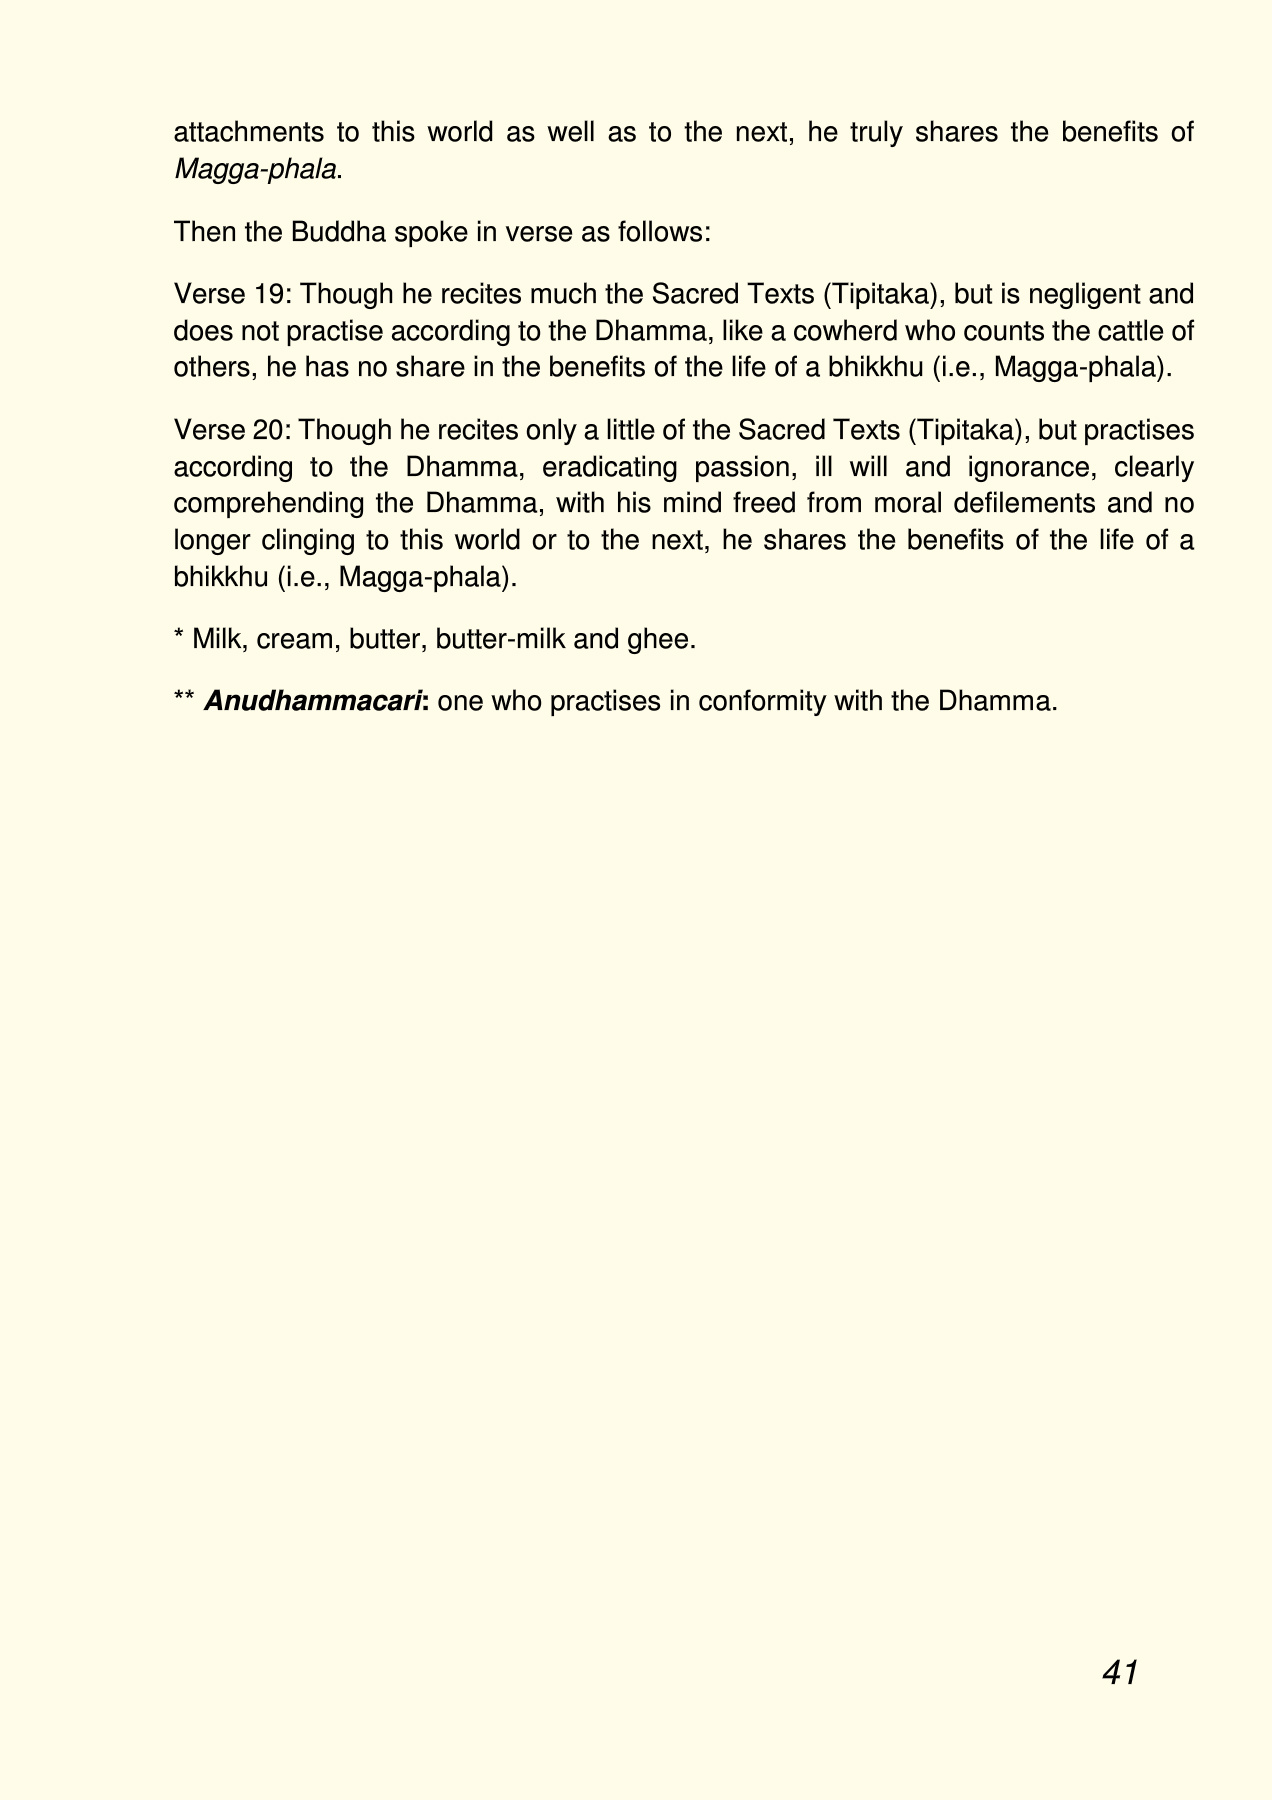 attachments to this world as well as to the next, he truly shares the benefits of
Magga-phala.
Then the Buddha spoke in verse as follows:
Verse 19: Though he recites much the Sacred Texts (Tipitaka), but is negligent and
does not practise according to the Dhamma, like a cowherd who counts the cattle of
others, he has no share in the benefits of the life of a bhikkhu (i.e., Magga-phala).
Verse 20: Though he recites only a little of the Sacred Texts (Tipitaka), but practises
according to the Dhamma, eradicating passion, ill will and ignorance, clearly
comprehending the Dhamma, with his mind freed from moral defilements and no
longer clinging to this world or to the next, he shares the benefits of the life of a
bhikkhu (i.e., Magga-phala).
* Milk, cream, butter, butter-milk and ghee.
** Anudhammacari: one who practises in conformity with the Dhamma.
41